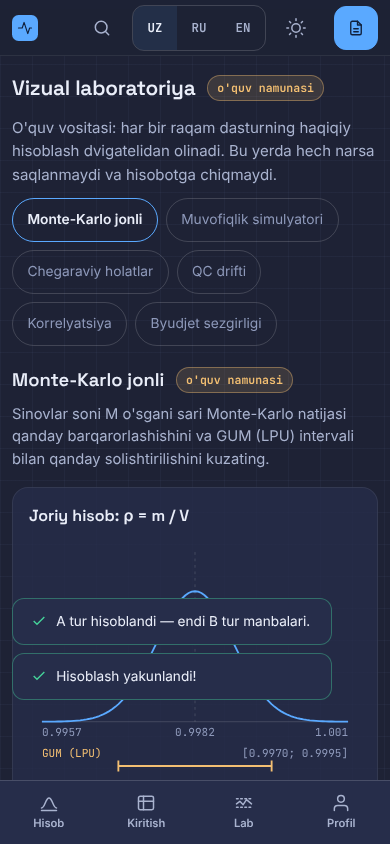 UZ RU EN
Vizual laboratoriya o'quv namunasi
O'quv vositasi: har bir raqam dasturning haqiqiy
hisoblash dvigatelidan olinadi. Bu yerda hech narsa
saqlanmaydi va hisobotga chiqmaydi.
Monte-Karlo jonli Muvofiqlik simulyatori
Chegaraviy holatlar QC drifti
Korrelyatsiya Byudjet sezgirligi
Monte-Karlo jonli o'quv namunasi
Sinovlar soni M o'sgani sari Monte-Karlo natijasi
qanday barqarorlashishini va GUM (LPU) intervali
bilan qanday solishtirilishini kuzating.
Joriy hisob: ρ = m / V
A tur hisoblandi — endi B tur manbalari.
Hisoblash yakunlandi!
0.9957 0.9982 1.001
GUM (LPU) [0.9970; 0.9995]
Hisob Kiritish Lab Profil